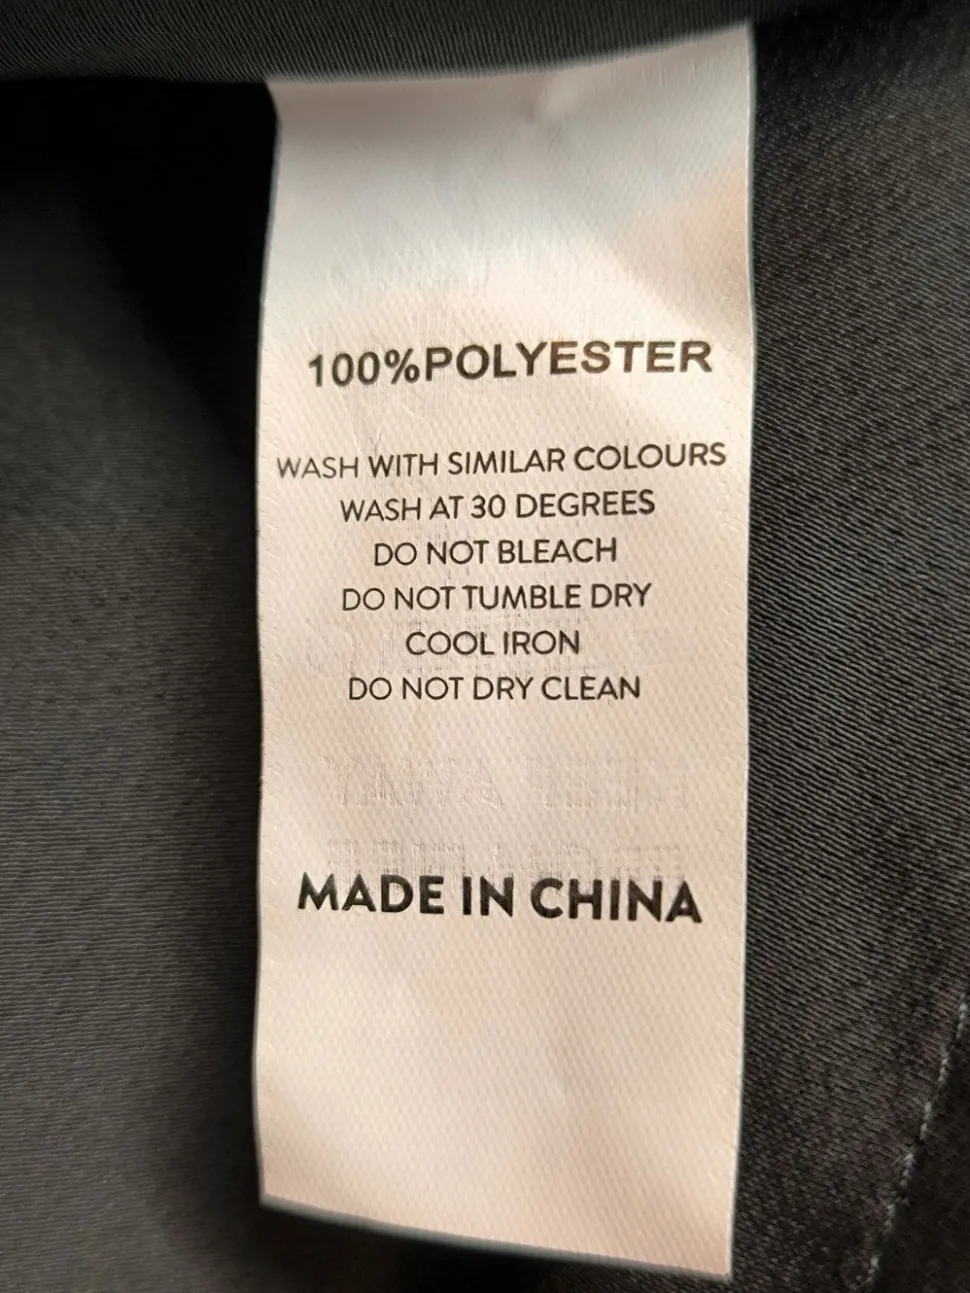 100%POLYESTER
WASH WITH SIMILAR COLOURS
WASH AT 30 DEGREES
DO NOT BLEACH
DO NOT TUMBLE DRY
COOL IRON
DO NOT DRY CLEAN
MADE IN CHINA